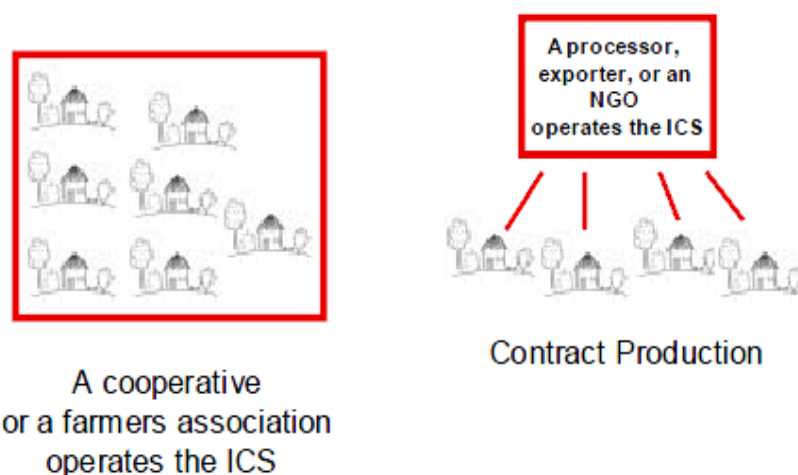 A processor,
exporter, or an
NGO
operates the ICS
A cooperative
or a farmers association
operates the ICS
Contract Production